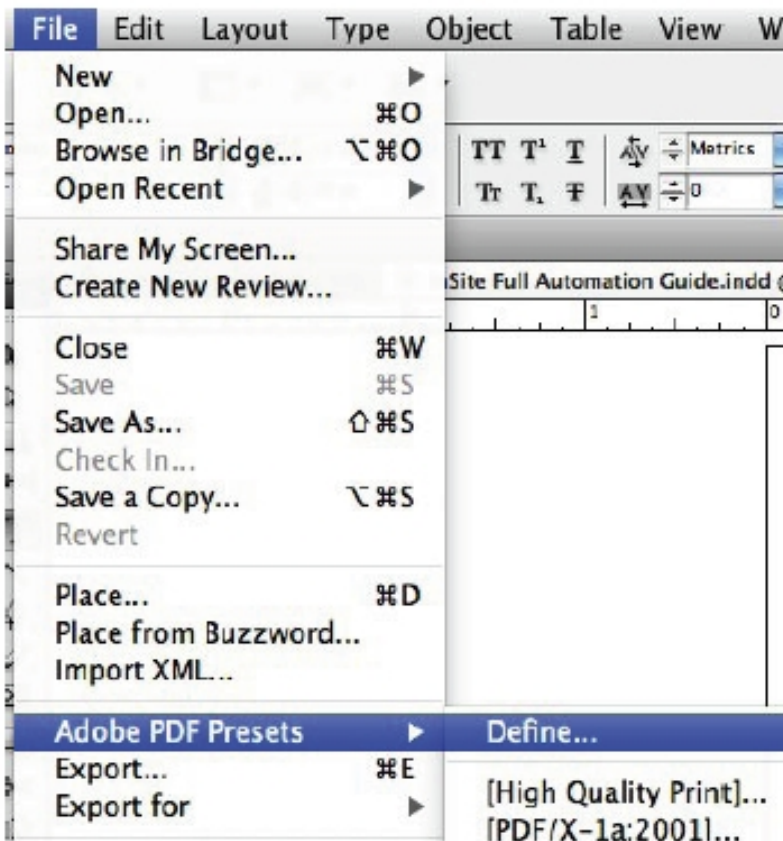 File Edit Layout Type Object Table View W
New
Open... ⌘O
Browse in Bridge... ⌥⌘O
Open Recent
TT T¹ T AV Metrics
Tr T₁ T AV 0
Share My Screen...
Create New Review...
Site Full Automation Guide.indd @
1 0
Close ⌘W
Save ⌘S
Save As... ⇧⌘S
Check In...
Save a Copy... ⌥⌘S
Revert
Place... ⌘D
Place from Buzzword...
Import XML...
Adobe PDF Presets Define...
Export... ⌘E
Export for
[High Quality Print]...
[PDF/X-1a:2001]...